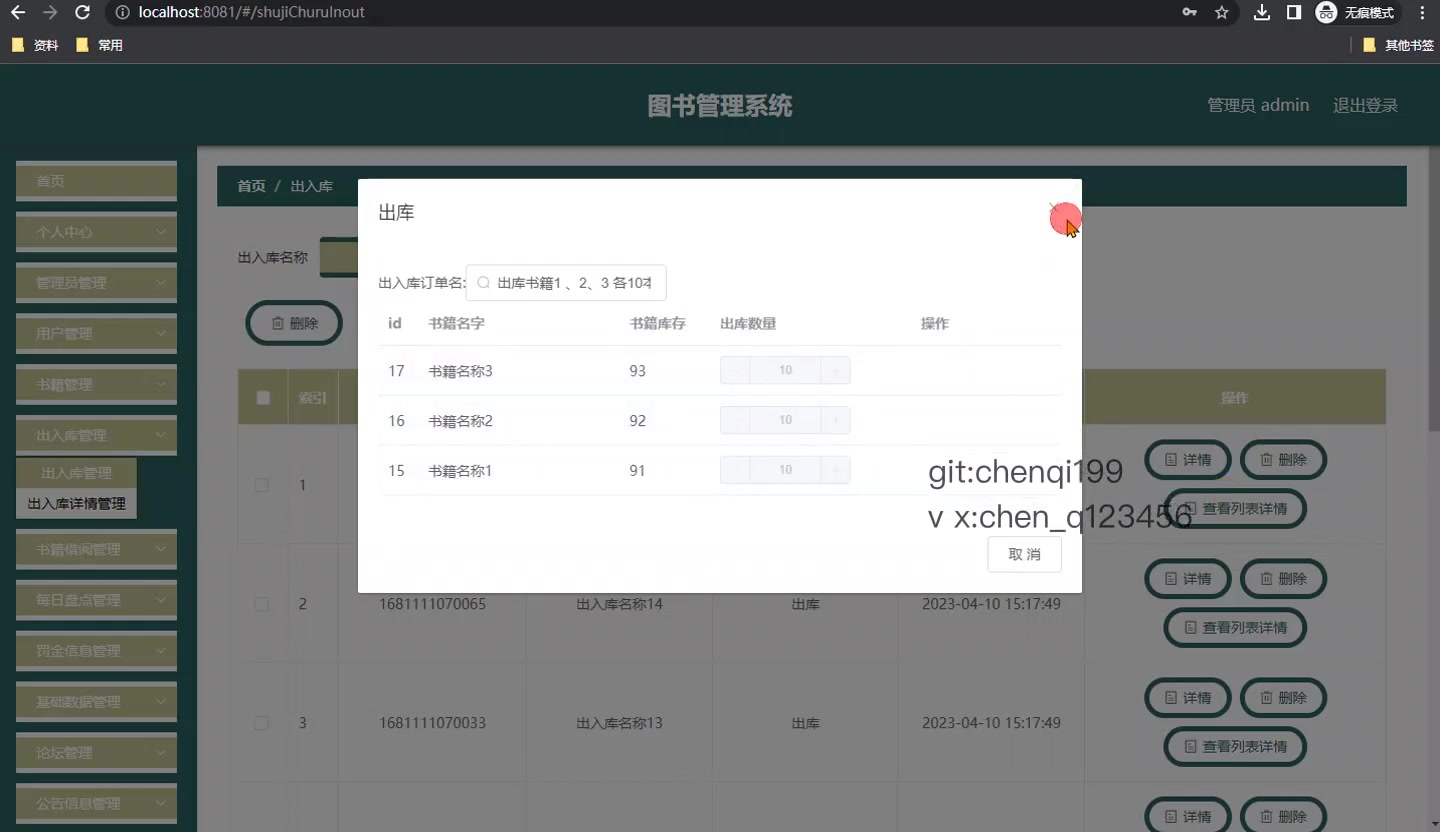 localhost:8081/#/shujiChuruInout
无痕模式
资料
常用
其他书签
图书管理系统
管理员 admin
退出登录
首页
个人中心
管理员管理
用户管理
书籍管理
出入库管理
出入库管理
出入库详情管理
书籍借阅管理
每日盘点管理
罚金信息管理
基础数据管理
论坛管理
公告信息管理
首页 / 出入库
出入库名称
删除
索引
操作
出库
出入库订单名:
出库书籍1 、2、3 各10
id 书籍名字 书籍库存 出库数量 操作
17 书籍名称3 93 - 10 +
16 书籍名称2 92 - 10 +
15 书籍名称1 91 - 10 +
取 消
git:chenqi199
v x:chen_q123456
1
详情 删除
查看列表详情
2 1681111070065 出入库名称14 出库 2023-04-10 15:17:49
详情 删除
查看列表详情
3 1681111070033 出入库名称13 出库 2023-04-10 15:17:49
详情 删除
查看列表详情
详情 删除